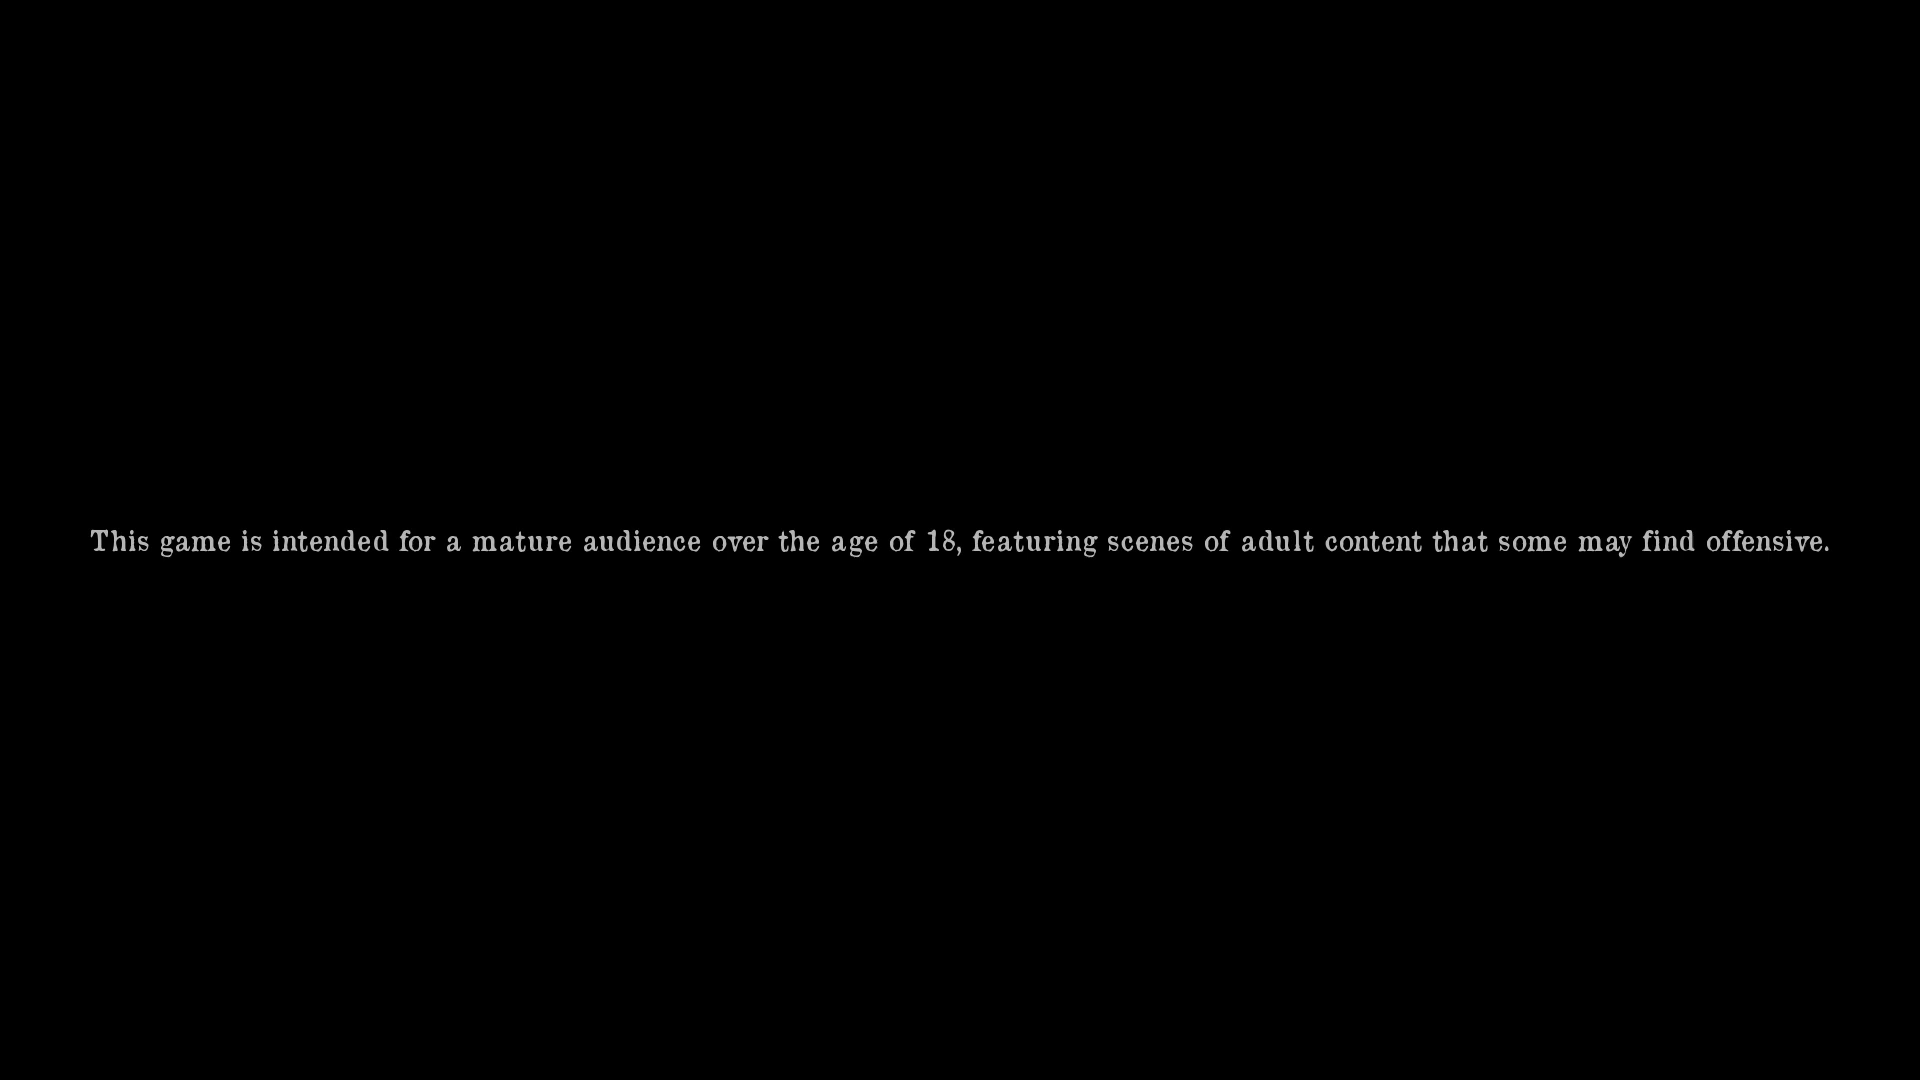 This game is intended for a mature audience over the age of 18, featuring scenes of adult content that some may find offensive.